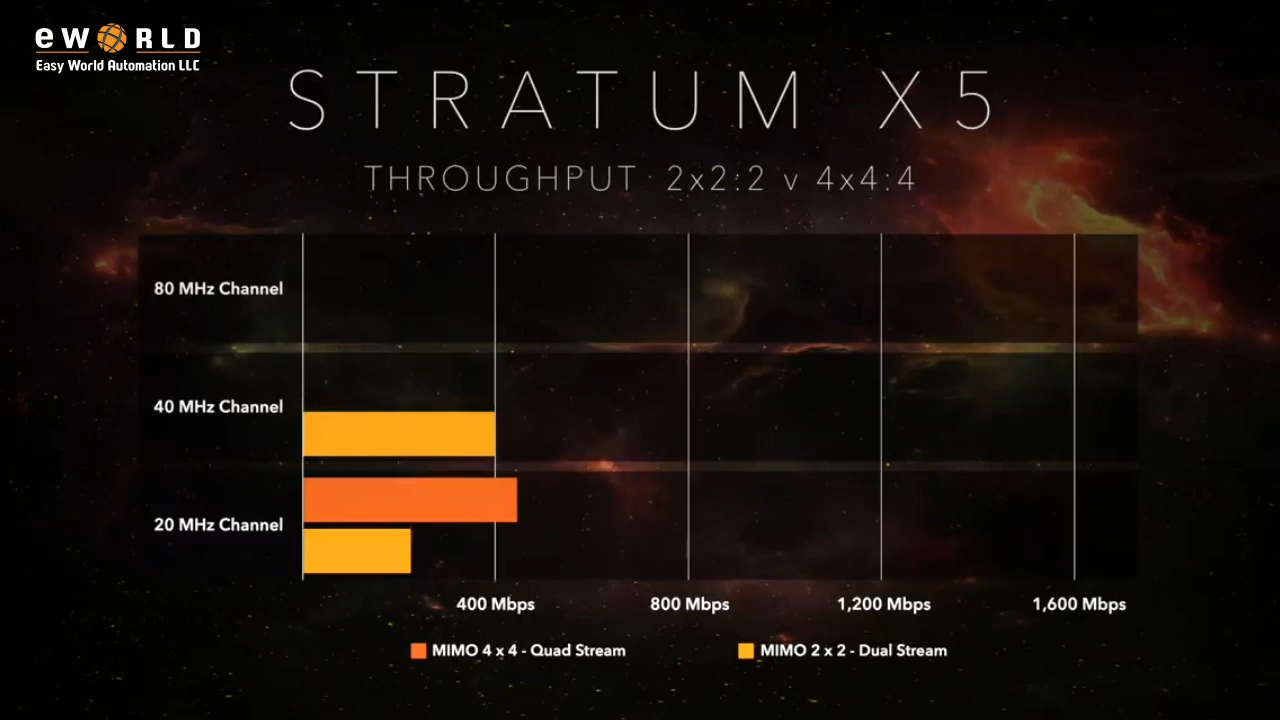 eWORLD
Easy World Automation LLC
STRATUM X5
THROUGHPUT 2x2:2 v 4x4:4
80 MHz Channel
40 MHz Channel
20 MHz Channel
400 Mbps 800 Mbps 1,200 Mbps 1,600 Mbps
MIMO 4 x 4 - Quad Stream MIMO 2 x 2 - Dual Stream